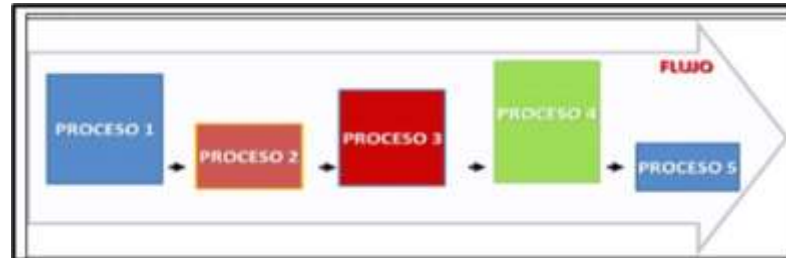 FLUJO
PROCESO 1
PROCESO 2
PROCESO 3
PROCESO 4
PROCESO 5